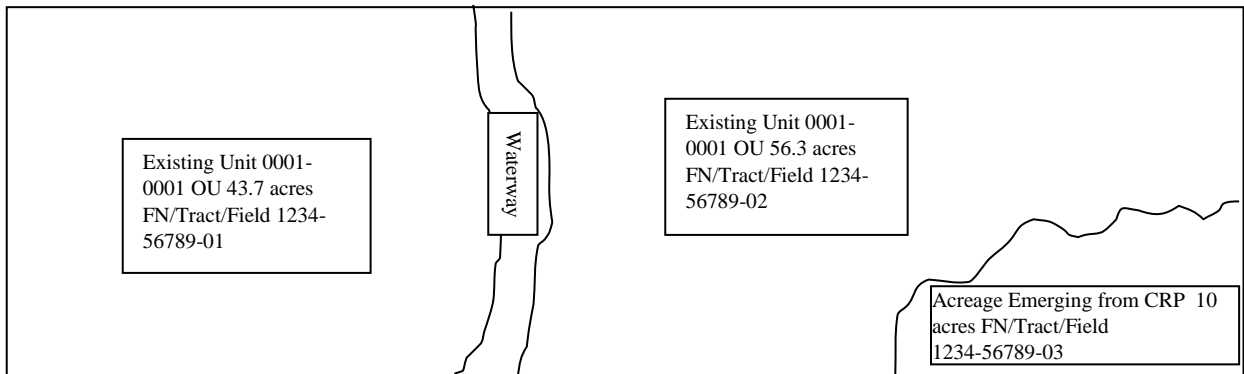 Existing Unit 0001-
0001 OU 43.7 acres
FN/Tract/Field 1234-
56789-01
Waterway
Existing Unit 0001-
0001 OU 56.3 acres
FN/Tract/Field 1234-
56789-02
Acreage Emerging from CRP 10
acres FN/Tract/Field
1234-56789-03